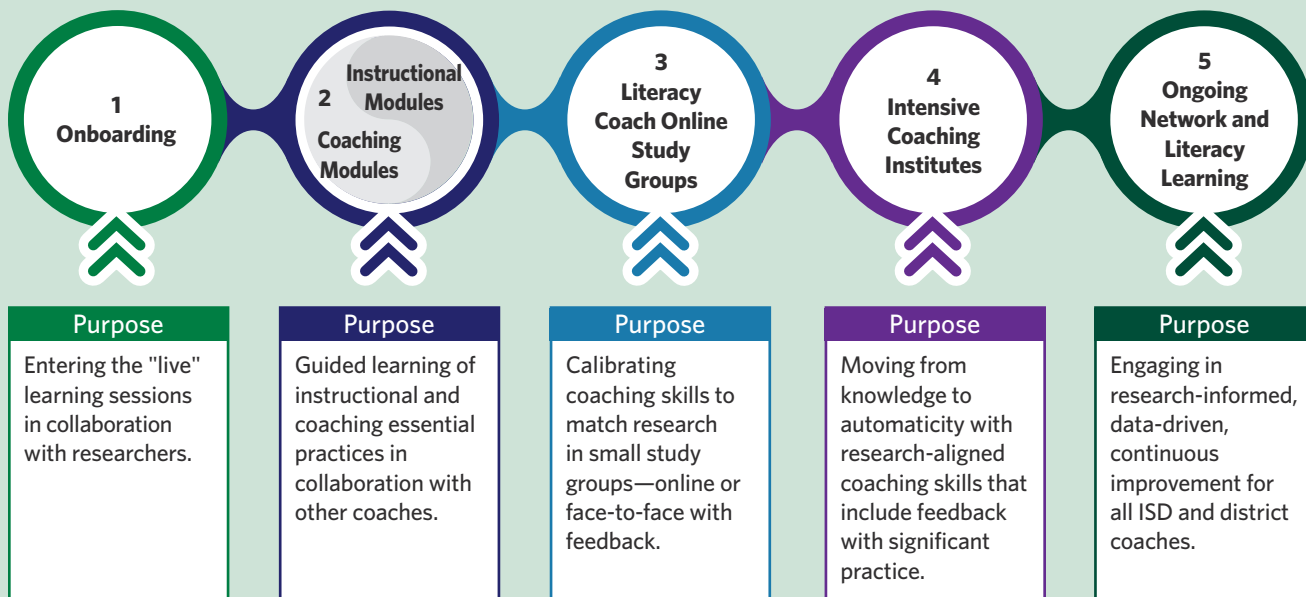 1
Onboarding
Instructional
Modules
2
Coaching
Modules
3
Literacy
Coach Online
Study
Groups
4
Intensive
Coaching
Institutes
5
Ongoing
Network and
Literacy
Learning
Purpose
Entering the "live"
learning sessions
in collaboration
with researchers.
Purpose
Guided learning of
instructional and
coaching essential
practices in
collaboration with
other coaches.
Purpose
Calibrating
coaching skills to
match research
in small study
groups—online or
face-to-face with
feedback.
Purpose
Moving from
knowledge to
automaticity with
research-aligned
coaching skills that
include feedback
with significant
practice.
Purpose
Engaging in
research-informed,
data-driven,
continuous
improvement for
all ISD and district
coaches.